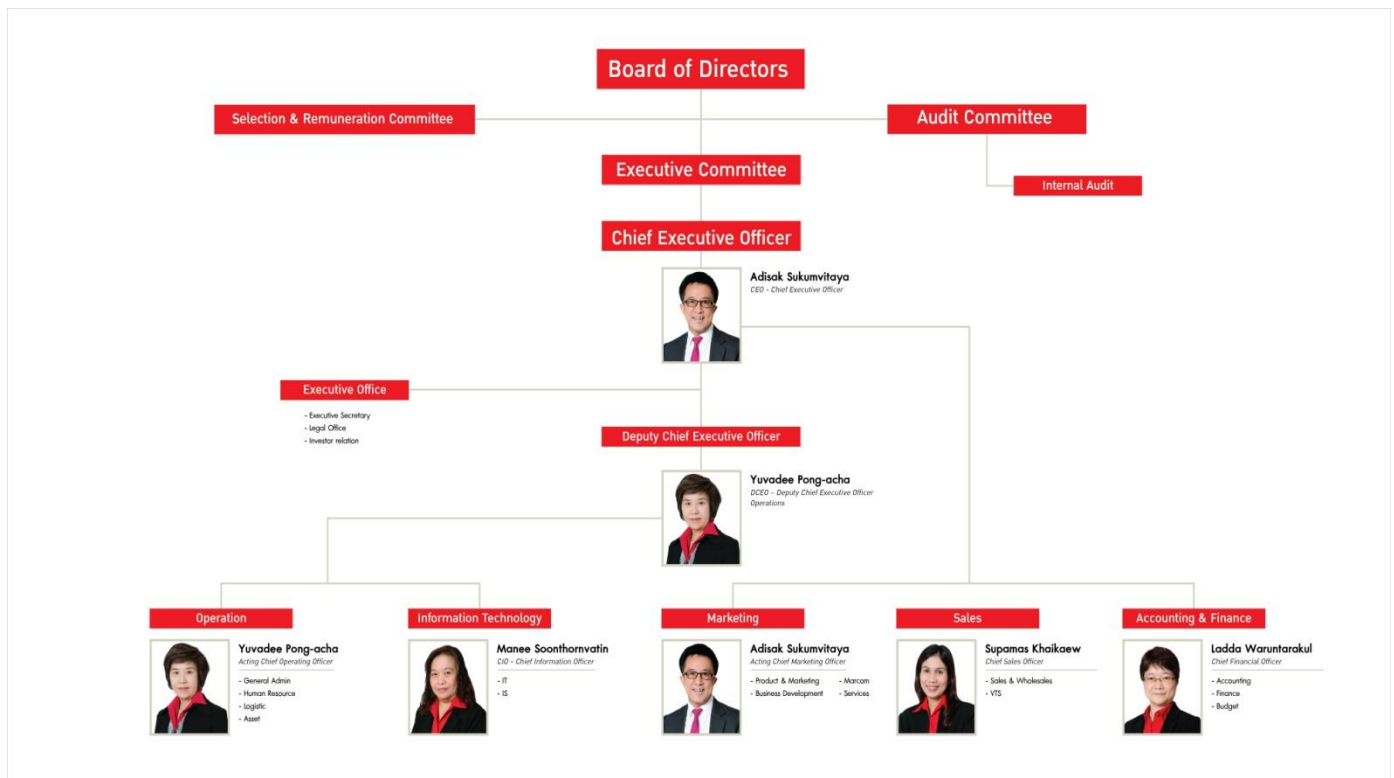 Board of Directors
Selection & Remuneration Committee
Audit Committee
Executive Committee
Internal Audit
Chief Executive Officer
Adisak Sukumvitaya
CEO - Chief Executive Officer
Executive Office
- Executive Secretary
- Legal Office
- Investor relation
Deputy Chief Executive Officer
Yuvadee Pong-acha
DCEO – Deputy Chief Executive Officer
Operations
Operation
Yuvadee Pong-acha
Acting Chief Operating Officer
- General Admin
- Human Resource
- Logistic
- Asset
Information Technology
Manee Soonthornvatin
CIO - Chief Information Officer
- IT
- IS
Marketing
Adisak Sukumvitaya
Acting Chief Marketing Officer
- Product & Marketing - Marcom
- Business Development - Services
Sales
Supamas Khaikaew
Chief Sales Officer
- Sales & Wholesales
- VTS
Accounting & Finance
Ladda Waruntarakul
Chief Financial Officer
- Accounting
- Finance
- Budget